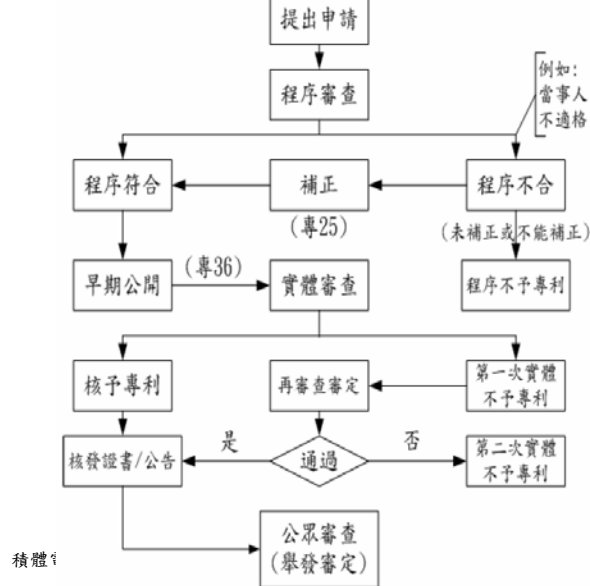 提出申請
程序審查
例如:
當事人
不適格
程序符合
補正
程序不合
(專25)
(未補正或不能補正)
早期公開
(專36)
實體審查
程序不予專利
核予專利
再審查審定
第一次實體
不予專利
核發證書/公告
是
通過
否
第二次實體
不予專利
公眾審查
(舉發審定)
積體